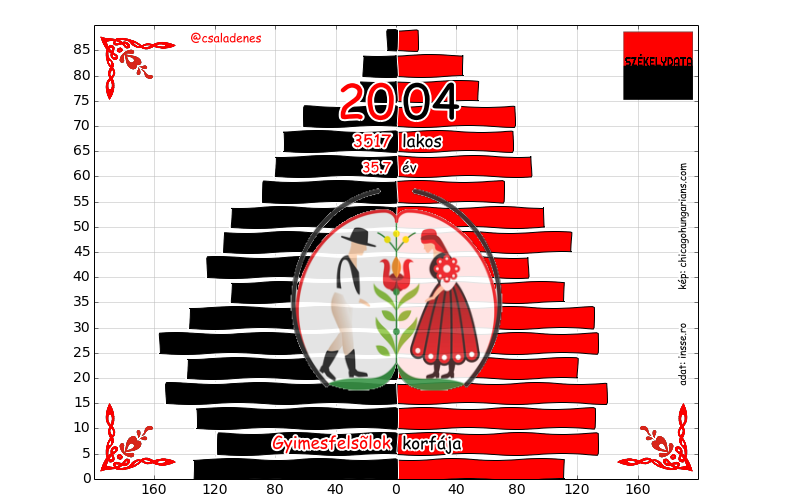 @csaladenes
SZÉKELYDATA
2004
3517 lakos
35.7 év
kép: chicagohungarians.com
adat: insse.ro
Gyimesfelsõlok korfája
85
80
75
70
65
60
55
50
45
40
35
30
25
20
15
10
5
0
160 120 80 40 0 40 80 120 160